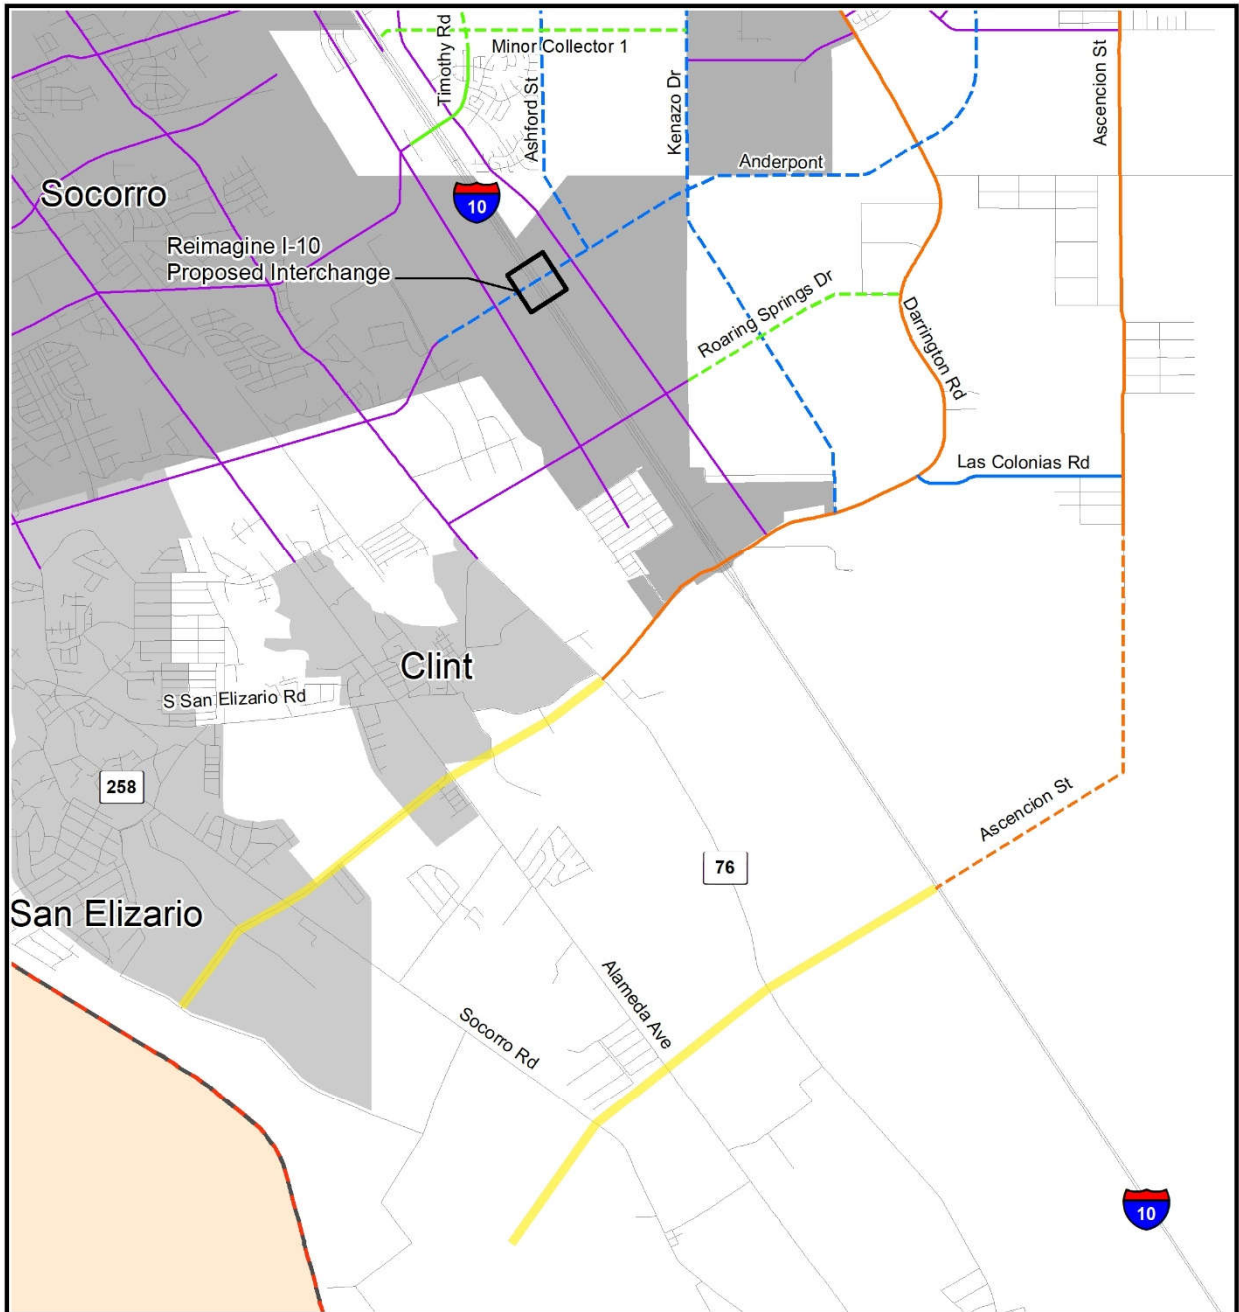 Timothy Rd
Minor Collector 1
Ashford St
Kenazo Dr
Ascencion St
Anderpont
Socorro
10
Reimagine I-10
Proposed Interchange
Roaring Springs Dr
Darrington Rd
Las Colonias Rd
Clint
S San Elizario Rd
258
Ascencion St
76
San Elizario
Alameda Ave
Socorro Rd
10